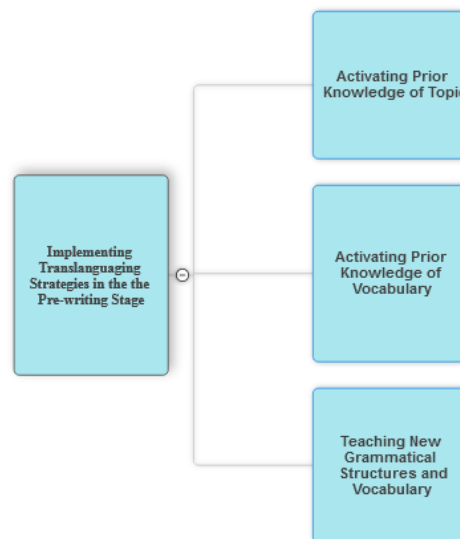 Activating Prior
Knowledge of Topic
Implementing
Translanguaging
Strategies in the the
Pre-writing Stage
Activating Prior
Knowledge of
Vocabulary
Teaching New
Grammatical
Structures and
Vocabulary